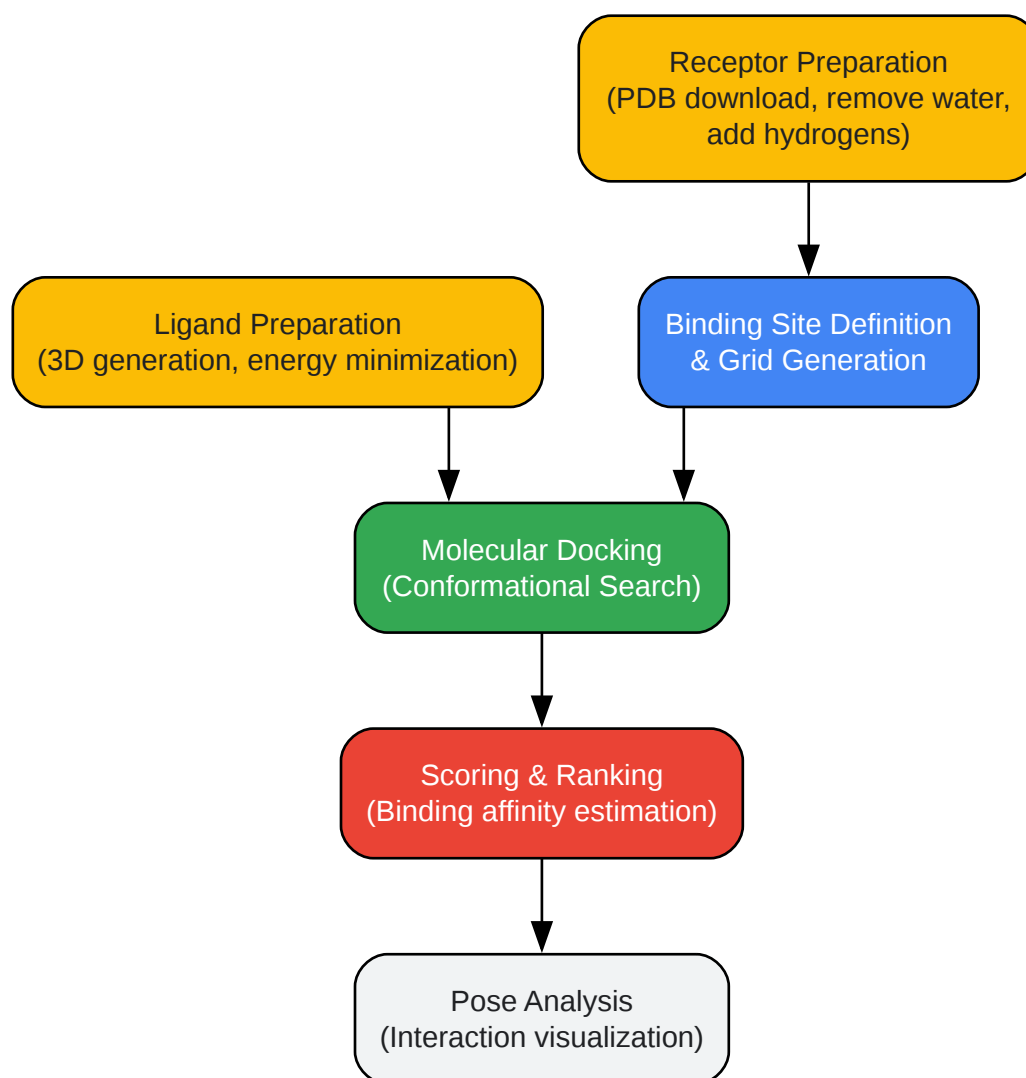 Receptor Preparation
(PDB download, remove water,
add hydrogens)
Ligand Preparation
(3D generation, energy minimization)
Binding Site Definition
& Grid Generation
Molecular Docking
(Conformational Search)
Scoring & Ranking
(Binding affinity estimation)
Pose Analysis
(Interaction visualization)